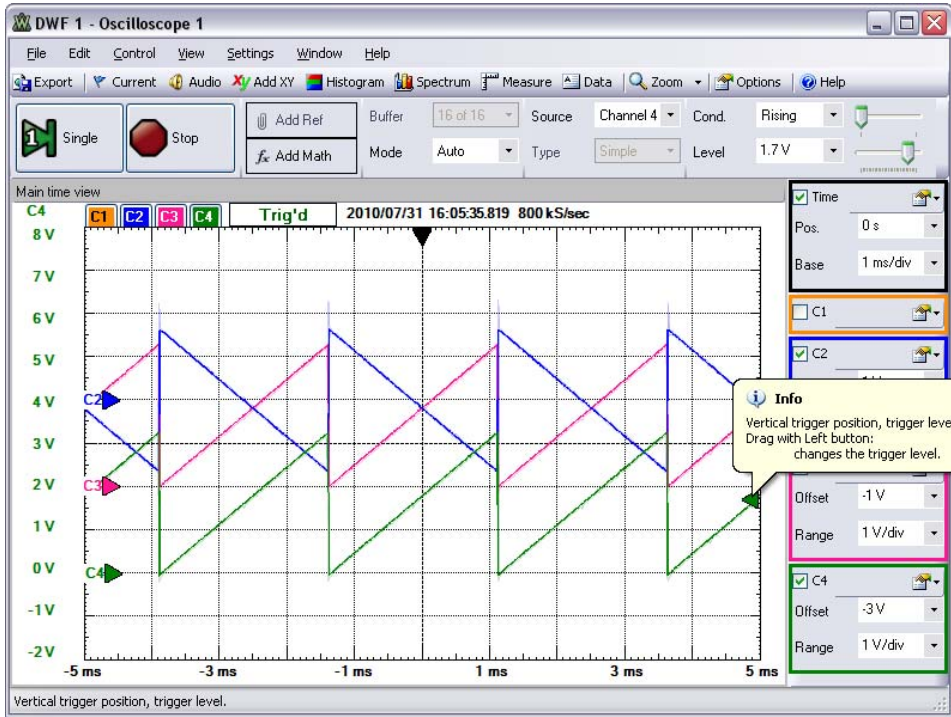 DWF 1 - Oscilloscope 1
File Edit Control View Settings Window Help
Export Current Audio Add XY Histogram Spectrum Measure Data Zoom Options Help
1 Single Stop
Add Ref
fx Add Math
Buffer 16 of 16 Source Channel 4 Cond. Rising
Mode Auto Type Simple Level 1.7 V
Main time view
C4 C1 C2 C3 C4 Trig'd 2010/07/31 16:05:35.819 800 kS/sec
8 V
7 V
6 V
5 V
4 V
3 V
2 V
1 V
0 V
-1 V
-2 V
C2
C3
C4
-5 ms -3 ms -1 ms 1 ms 3 ms 5 ms
Time
Pos. 0 s
Base 1 ms/div
C1
C2
Info
Vertical trigger position, trigger leve
Drag with Left button:
changes the trigger level.
Offset -1 V
Range 1 V/div
C4
Offset -3 V
Range 1 V/div
Vertical trigger position, trigger level.